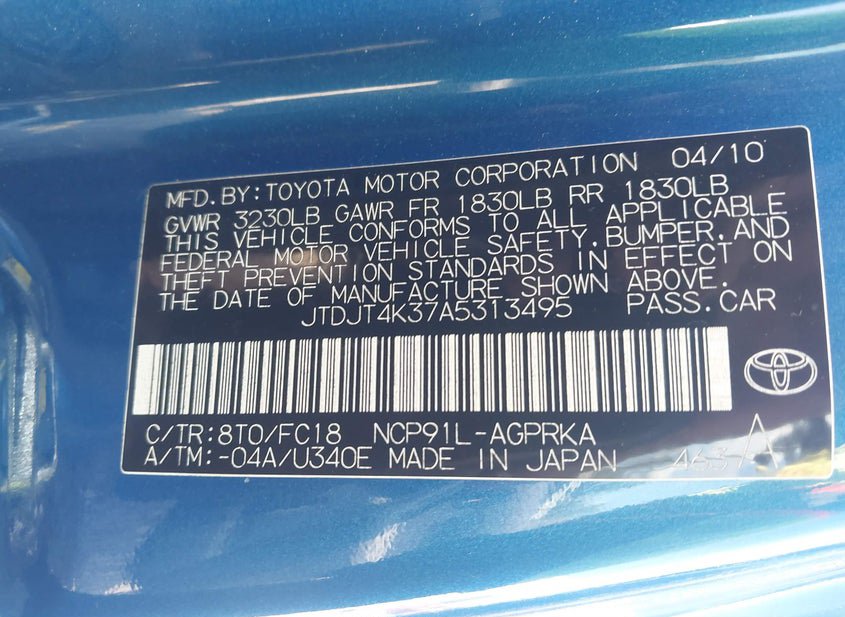 MFD. BY: TOYOTA MOTOR CORPORATION 04/10
GVWR 3230LB GAWR FR 1830LB RR 1830LB
THIS VEHICLE CONFORMS TO ALL APPLICABLE
FEDERAL MOTOR VEHICLE SAFETY, BUMPER, AND
THEFT PREVENTION STANDARDS IN EFFECT ON
THE DATE OF MANUFACTURE SHOWN ABOVE.
JTDJT4K37A5313495 PASS. CAR
C/TR: 8T0/FC18 NCP91L-AGPRKA
A/TM: -04A/U340E MADE IN JAPAN 463 A